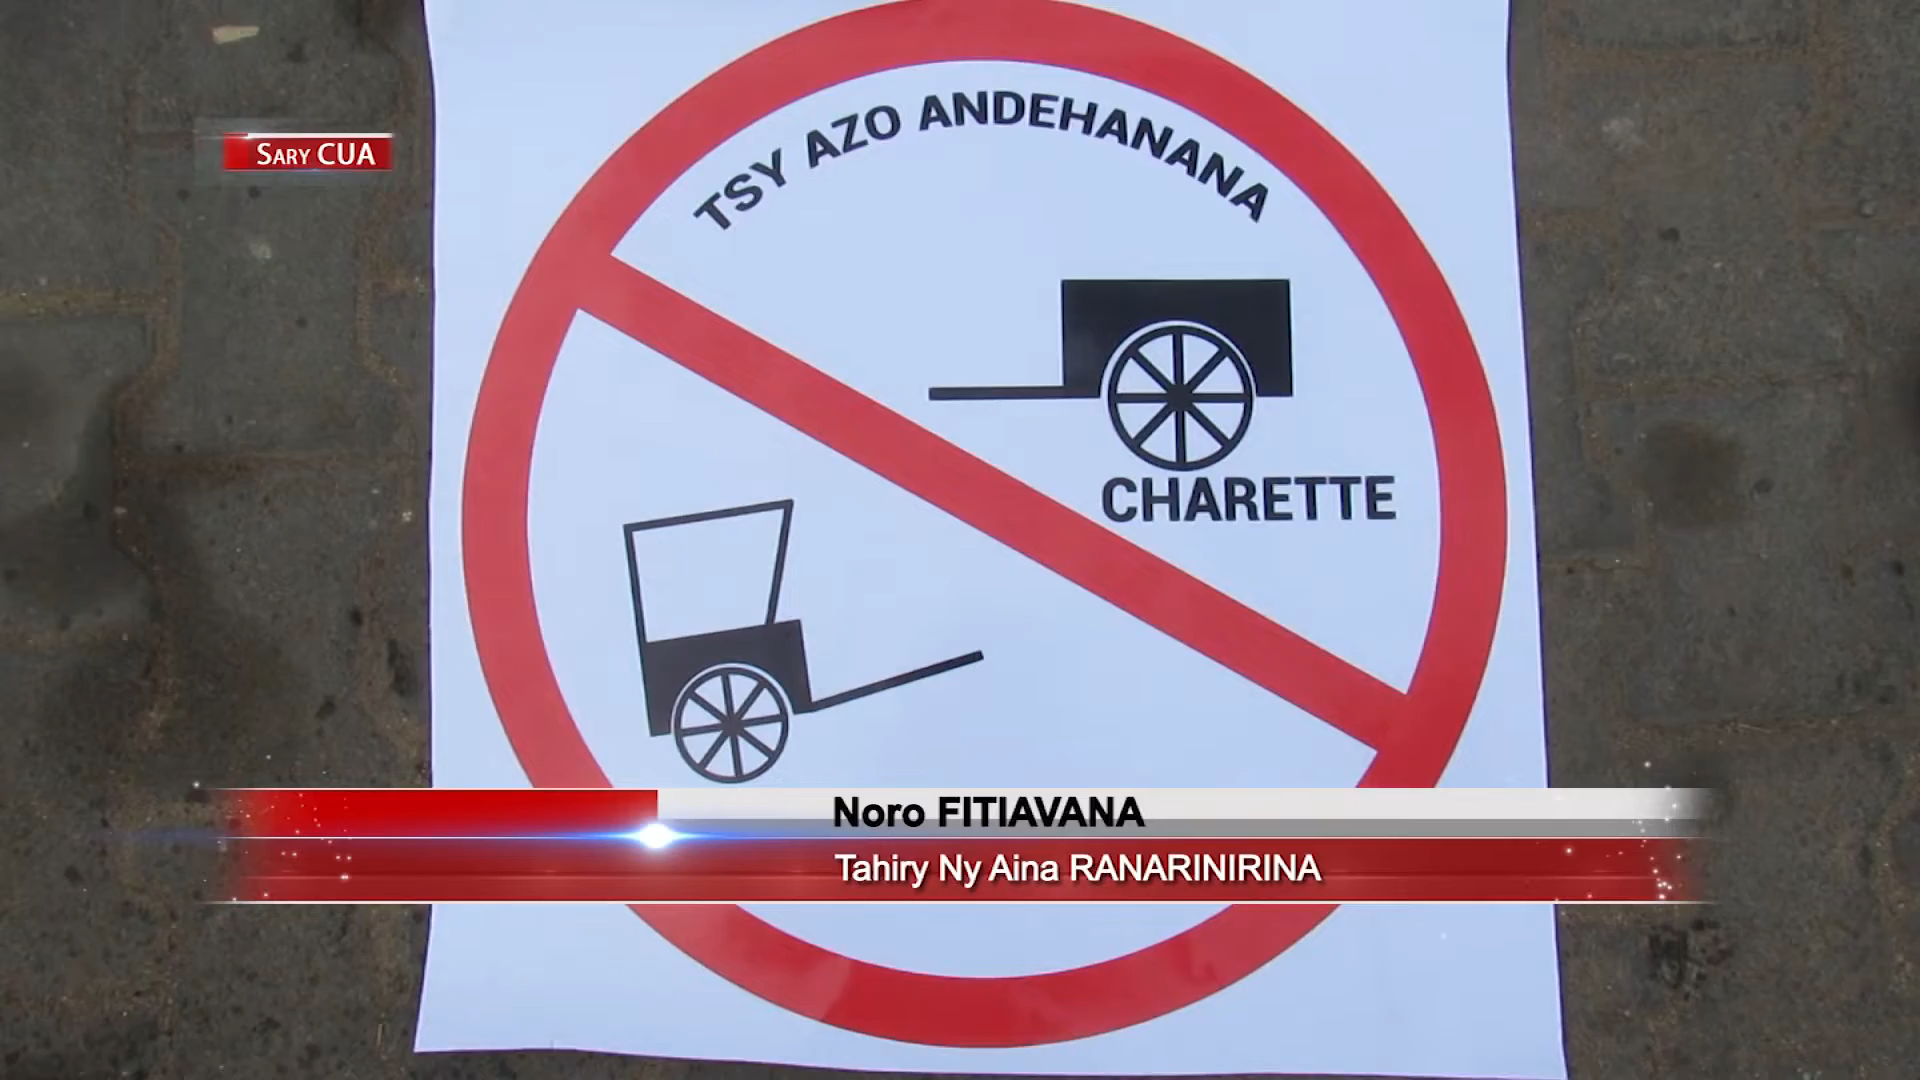 TSY AZO ANDEHANANA
SARY CUA
CHARETTE
Noro FITIAVANA
Tahiry Ny Aina RANARINIRINA